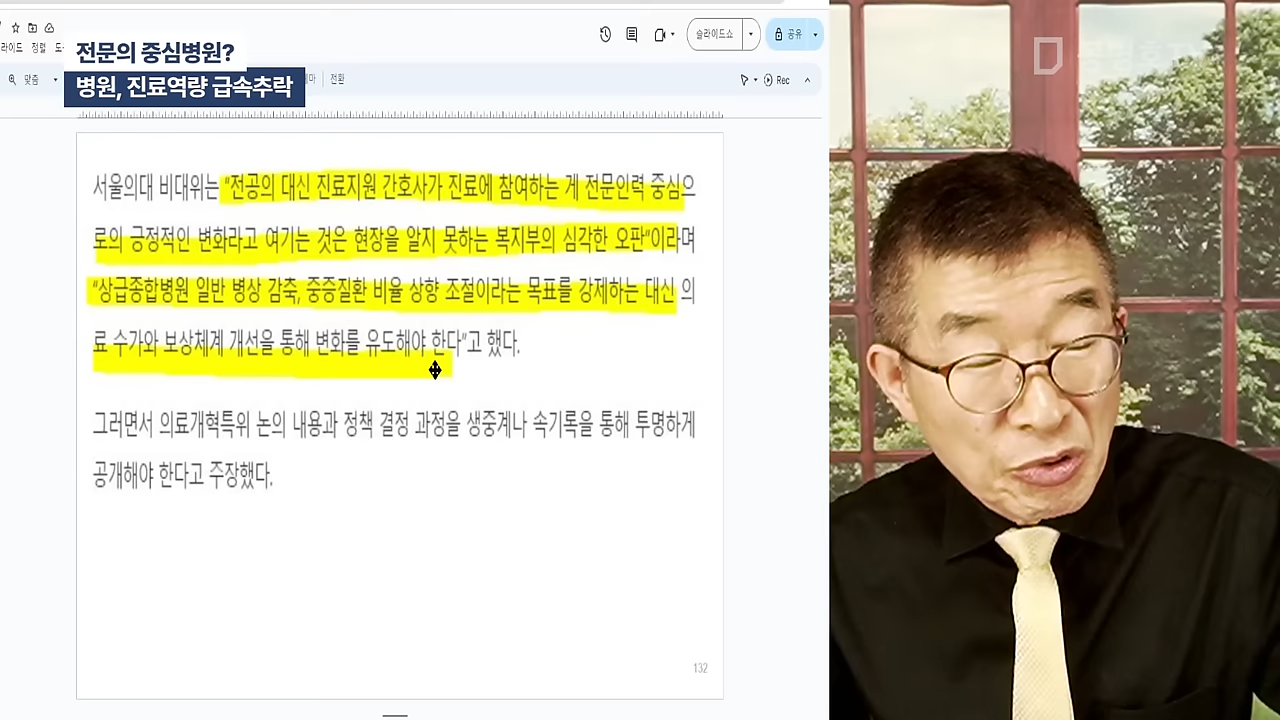 전문의 중심병원?
병원, 진료역량 급속추락
라이드 정렬
슬라이드쇼
공유
맞춤
전환
Rec
서울의대 비대위는 “전공의 대신 진료지원 간호사가 진료에 참여하는 게 전문인력 중심으
로의 긍정적인 변화라고 여기는 것은 현장을 알지 못하는 복지부의 심각한 오판”이라며
“상급종합병원 일반 병상 감축, 중증질환 비율 상향 조절이라는 목표를 강제하는 대신 의
료 수가와 보상체계 개선을 통해 변화를 유도해야 한다”고 했다.
그러면서 의료개혁특위 논의 내용과 정책 결정 과정을 생중계나 속기록을 통해 투명하게
공개해야 한다고 주장했다.
132